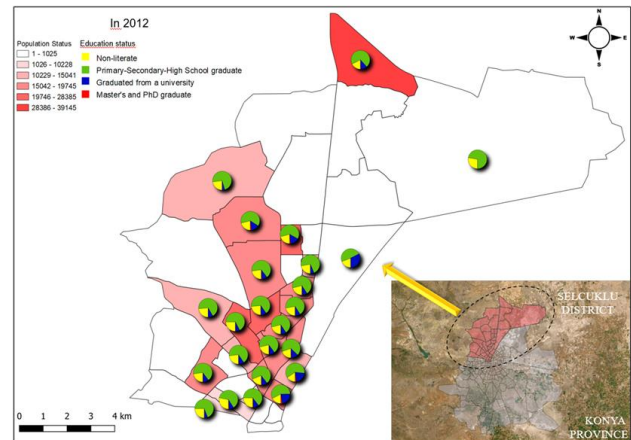 In 2012
Population Status
1 - 1025
1026 - 10228
10229 - 15041
15042 - 19745
19746 - 28385
28386 - 39145
Education status
Non-literate
Primary-Secondary-High School graduate
Graduated from a university
Master's and PhD graduate
N
W
E
S
SELCUKLU
DISTRICT
KONYA
PROVINCE
0 1 2 3 4 km